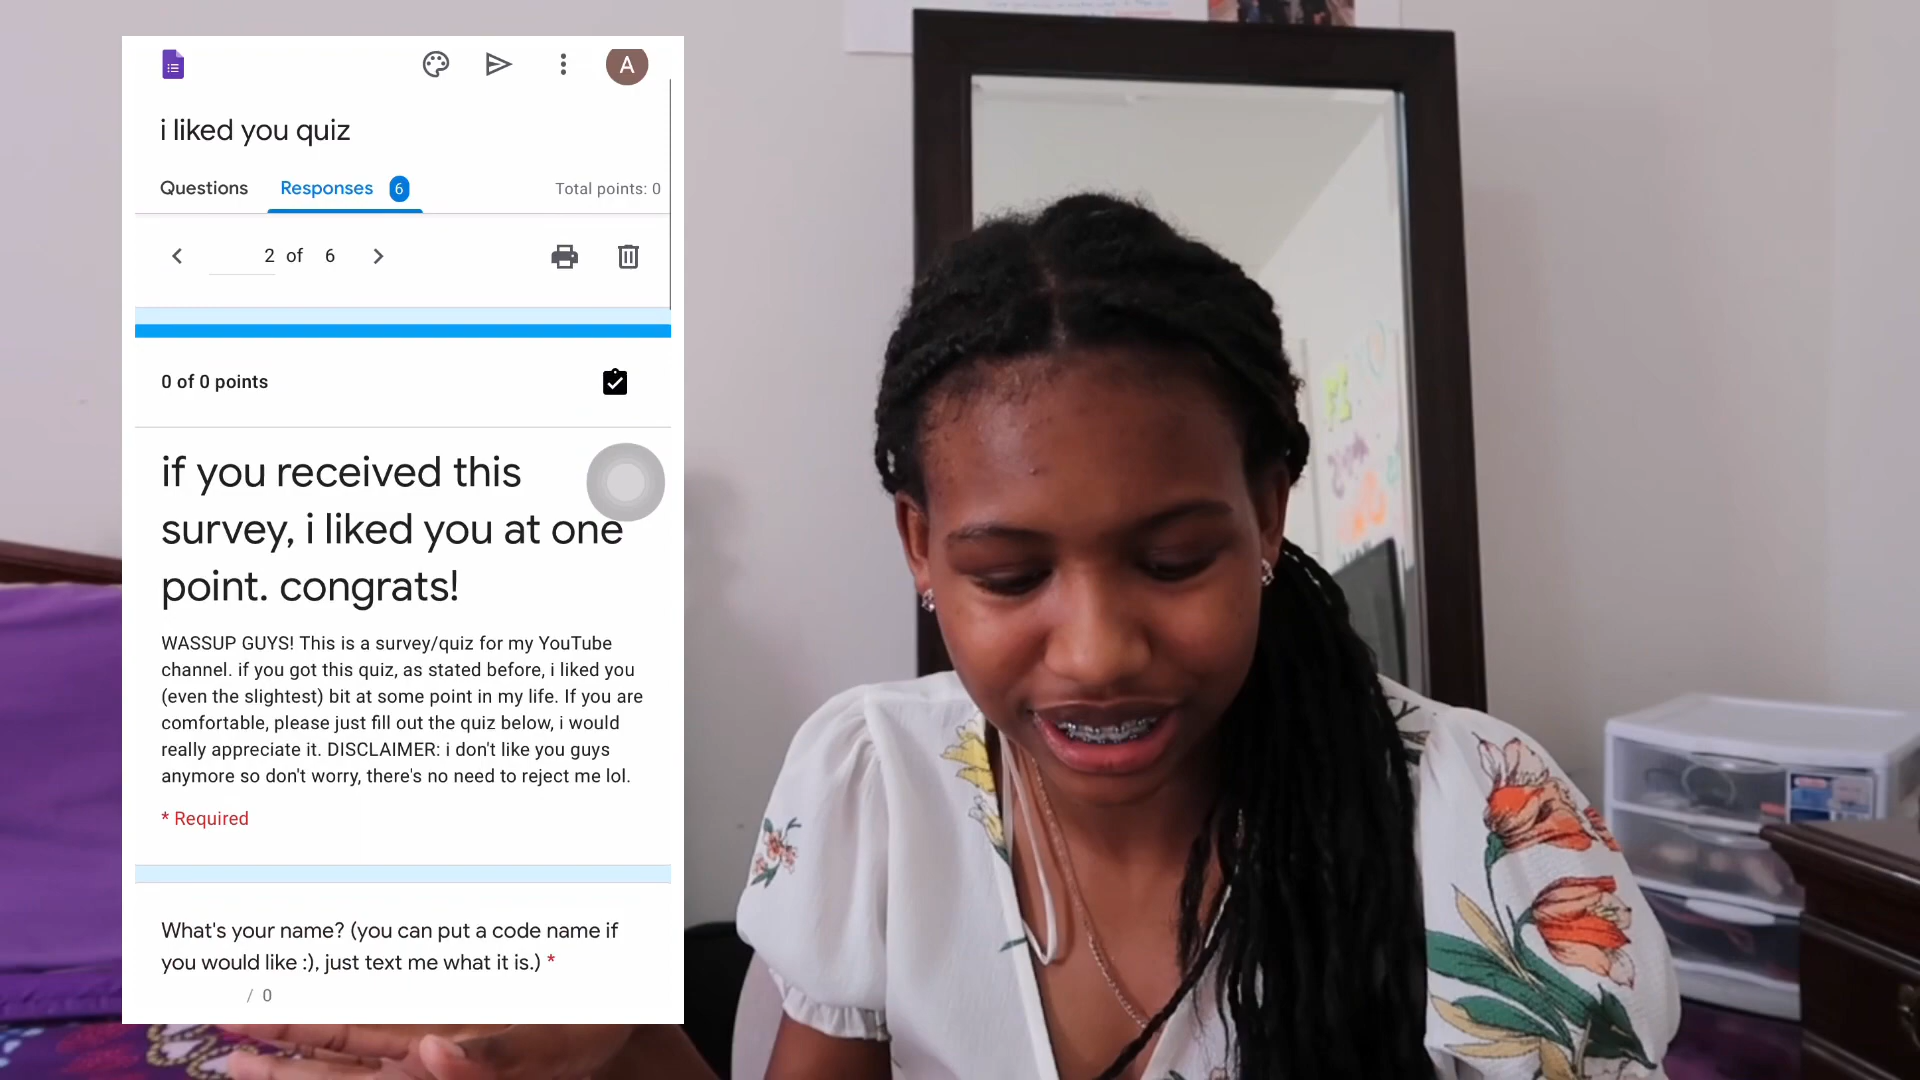 A
i liked you quiz
Questions Responses 6 Total points: 0
2 of 6
0 of 0 points
if you received this
survey, i liked you at one
point. congrats!
WASSUP GUYS! This is a survey/quiz for my YouTube
channel. if you got this quiz, as stated before, i liked you
(even the slightest) bit at some point in my life. If you are
comfortable, please just fill out the quiz below, i would
really appreciate it. DISCLAIMER: i don't like you guys
anymore so don't worry, there's no need to reject me lol.
* Required
What's your name? (you can put a code name if
you would like :), just text me what it is.) *
/ 0